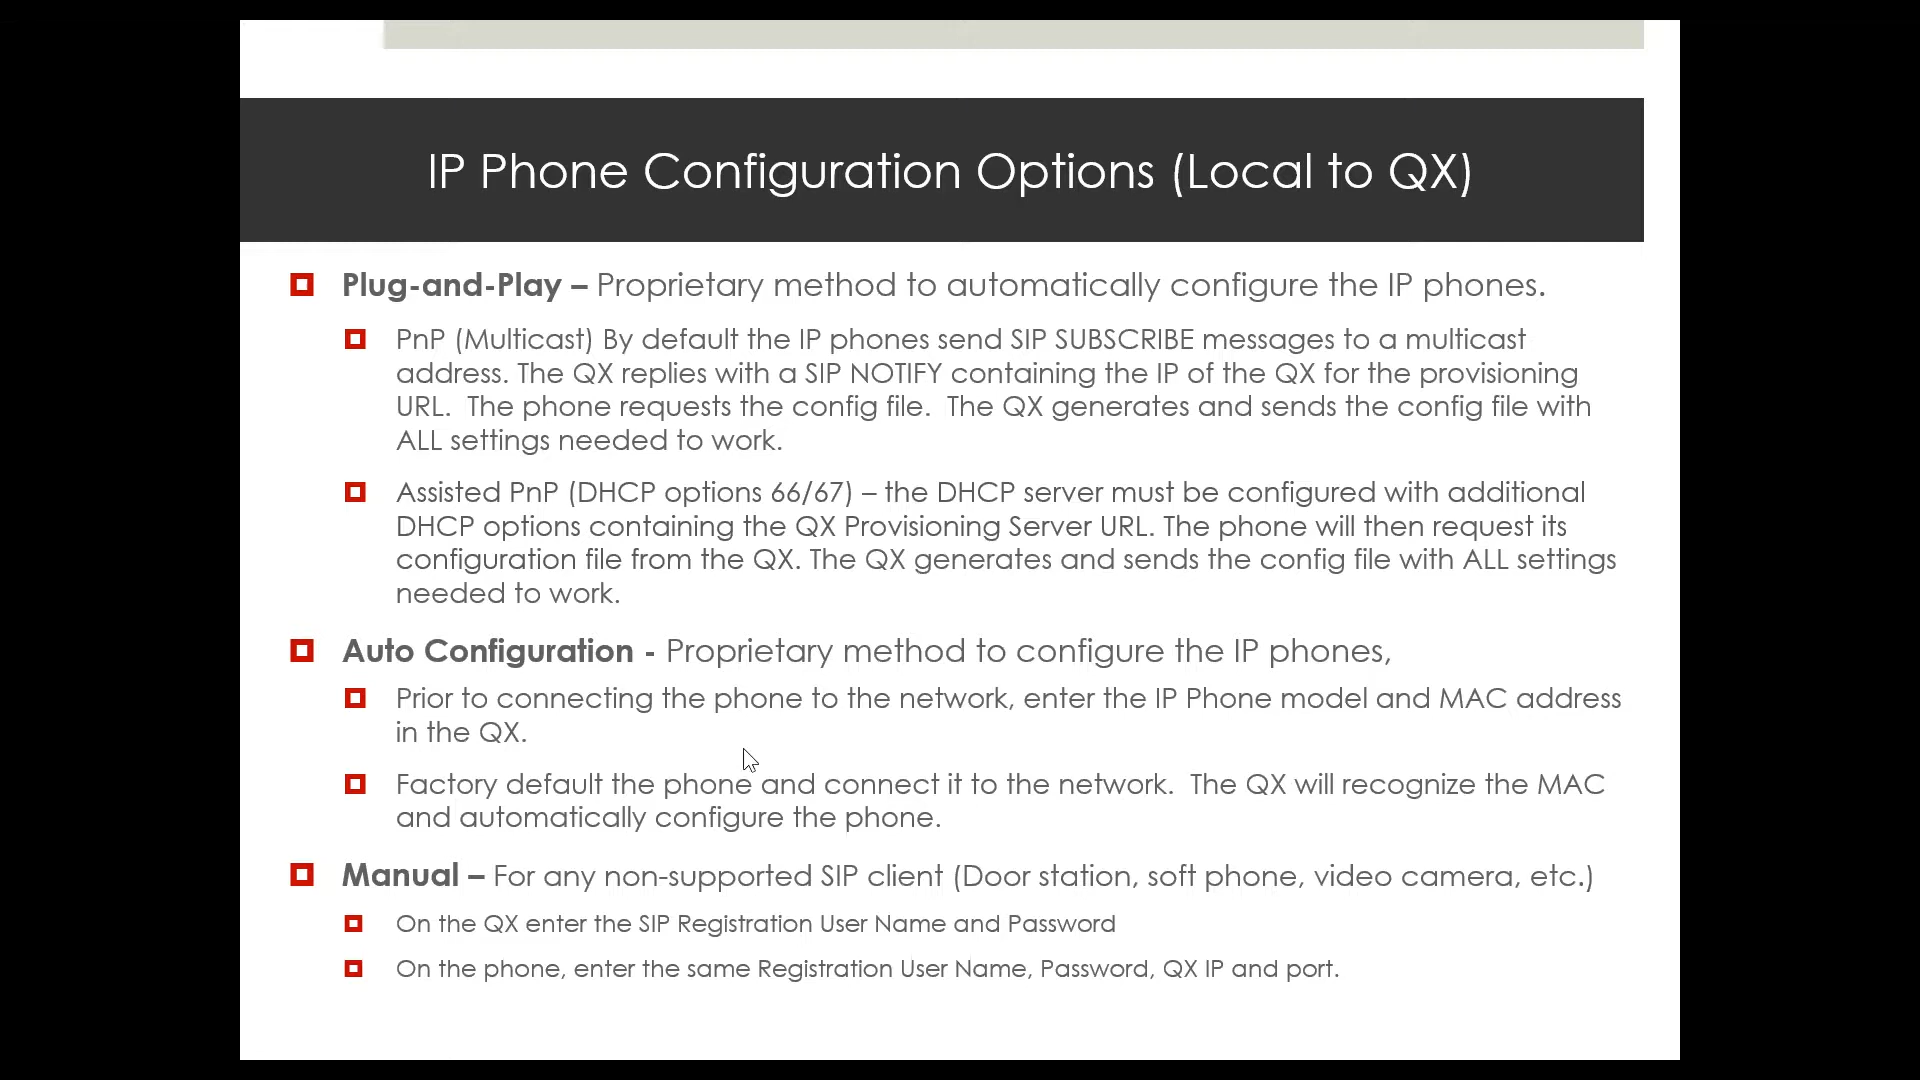 IP Phone Configuration Options (Local to QX)
Plug-and-Play – Proprietary method to automatically configure the IP phones.
PnP (Multicast) By default the IP phones send SIP SUBSCRIBE messages to a multicast
address. The QX replies with a SIP NOTIFY containing the IP of the QX for the provisioning
URL.  The phone requests the config file.  The QX generates and sends the config file with
ALL settings needed to work.
Assisted PnP (DHCP options 66/67) – the DHCP server must be configured with additional
DHCP options containing the QX Provisioning Server URL. The phone will then request its
configuration file from the QX. The QX generates and sends the config file with ALL settings
needed to work.
Auto Configuration - Proprietary method to configure the IP phones,
Prior to connecting the phone to the network, enter the IP Phone model and MAC address
in the QX.
Factory default the phone and connect it to the network.  The QX will recognize the MAC
and automatically configure the phone.
Manual – For any non-supported SIP client (Door station, soft phone, video camera, etc.)
On the QX enter the SIP Registration User Name and Password
On the phone, enter the same Registration User Name, Password, QX IP and port.